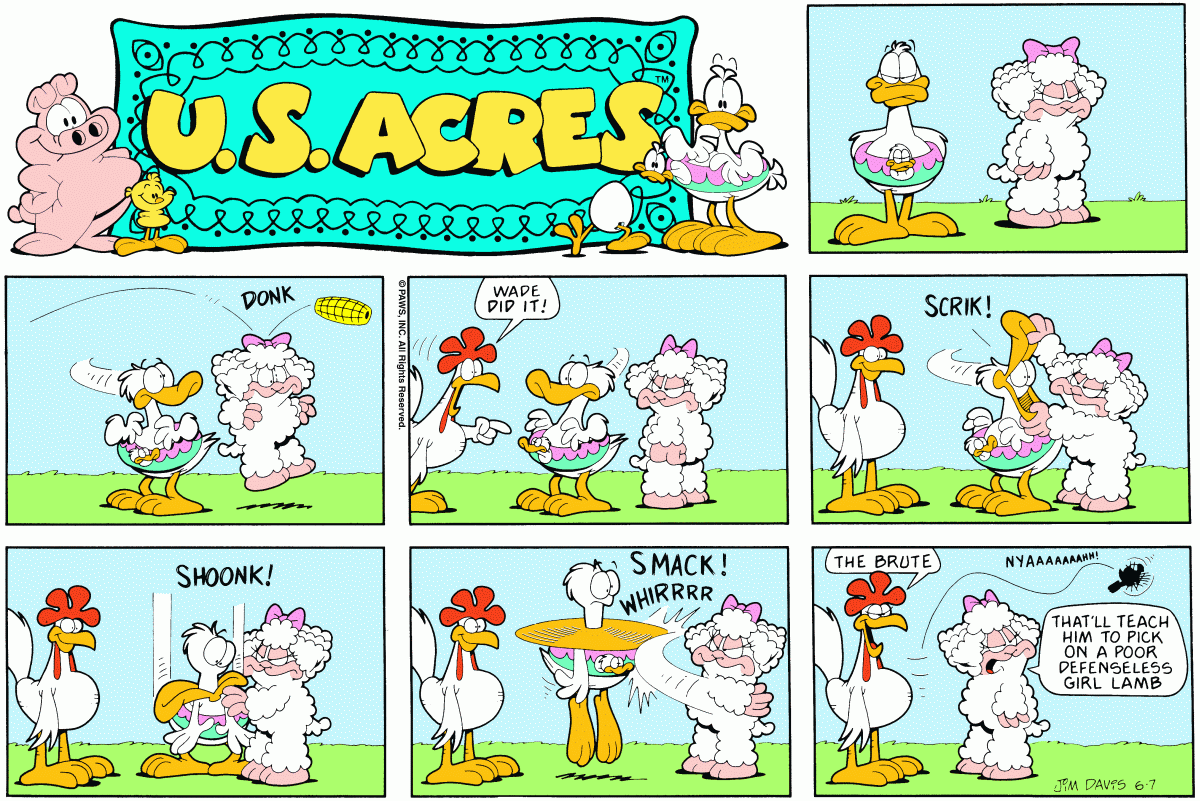 U.S. ACRES
TM
DONK
© PAWS, INC. All Rights Reserved.
WADE
DID IT!
SCRIK!
SHOONK!
SMACK!
WHIRRRR
THE BRUTE
NYAAAAAAAHH!
THAT'LL TEACH
HIM TO PICK
ON A POOR
DEFENSELESS
GIRL LAMB
JIM DAVIS 6-7